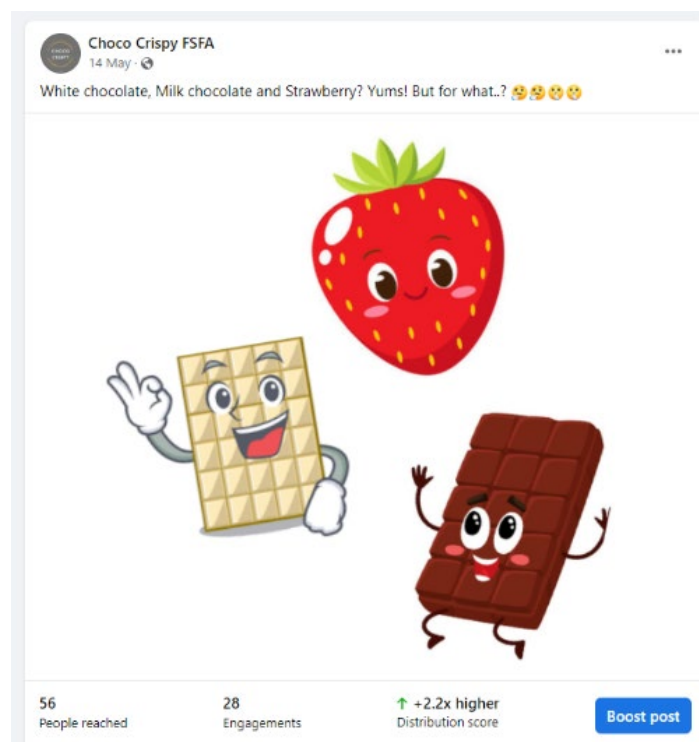 Choco Crispy FSFA
14 May
White chocolate, Milk chocolate and Strawberry? Yums! But for what..? 🤔🤔😬😬
56
People reached
28
Engagements
+2.2x higher
Distribution score
Boost post